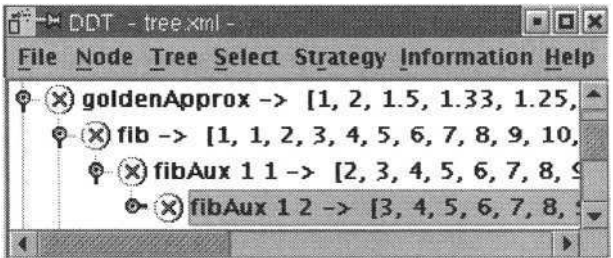 DDT - tree.xml -
File Node Tree Select Strategy Information Help
goldenApprox -> [1, 2, 1.5, 1.33, 1.25,
fib -> [1, 1, 2, 3, 4, 5, 6, 7, 8, 9, 10,
fibAux 1 1 -> [2, 3, 4, 5, 6, 7, 8,
fibAux 1 2 -> [3, 4, 5, 6, 7, 8,